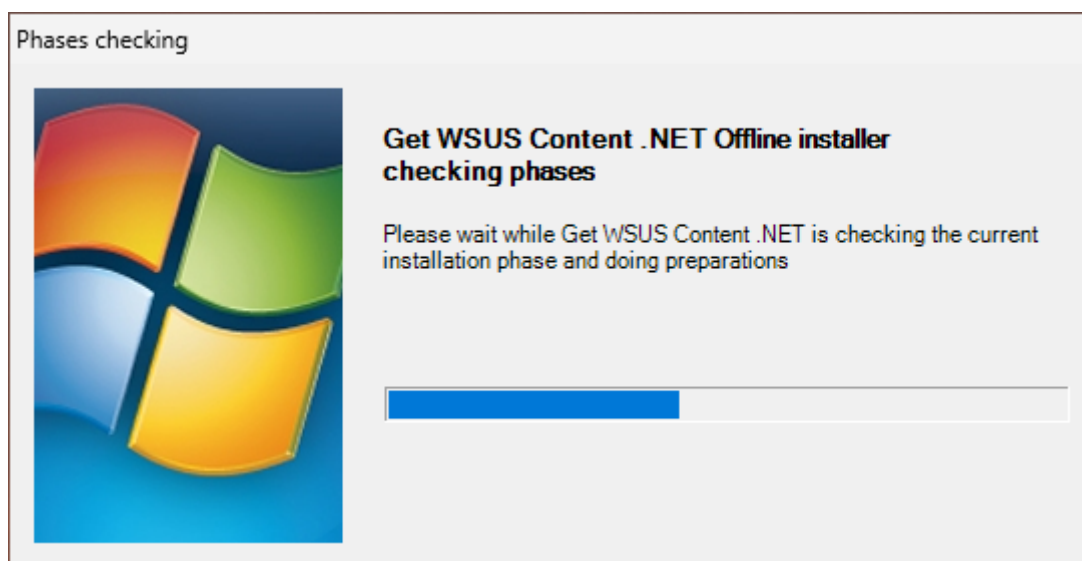 Phases checking
Get WSUS Content .NET Offline installer
checking phases
Please wait while Get WSUS Content .NET is checking the current
installation phase and doing preparations